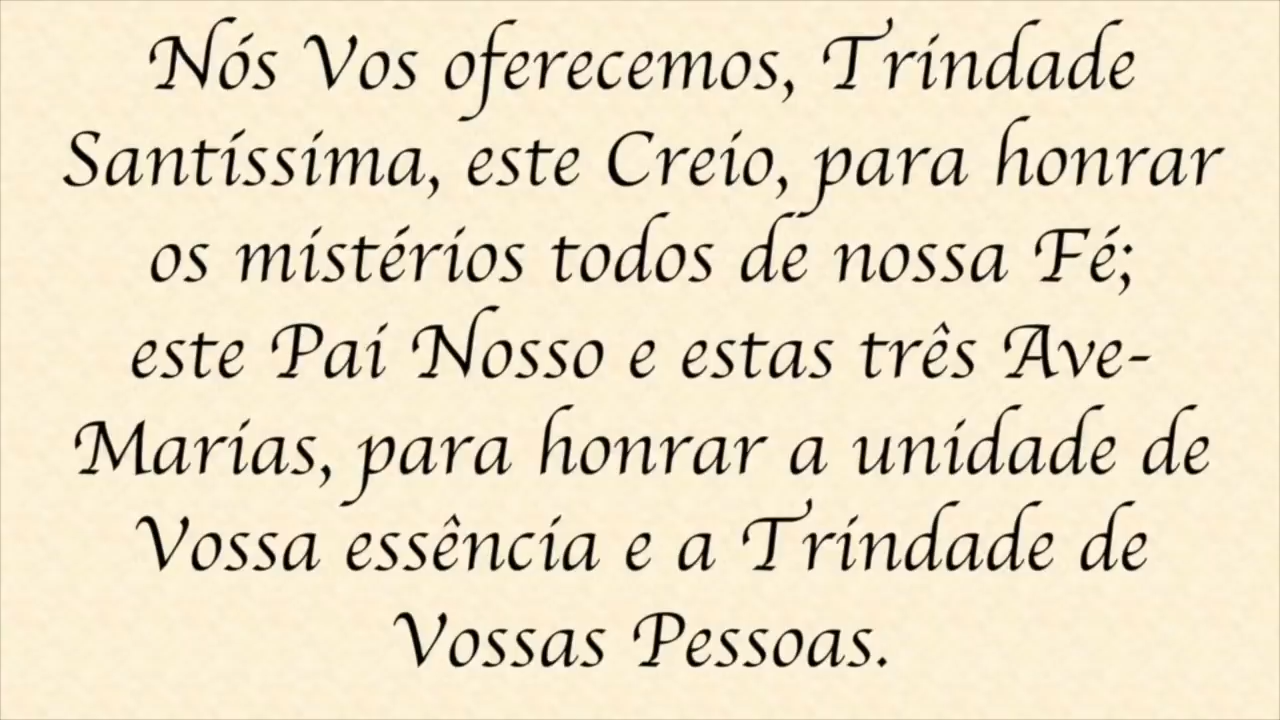 Nós Vos oferecemos, Trindade
Santíssima, este Creio, para honrar
os mistérios todos de nossa Fé;
este Pai Nosso e estas três Ave-
Marias, para honrar a unidade de
Vossa essência e a Trindade de
Vossas Pessoas.